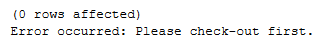 (0 rows affected)
Error occurred: Please check-out first.